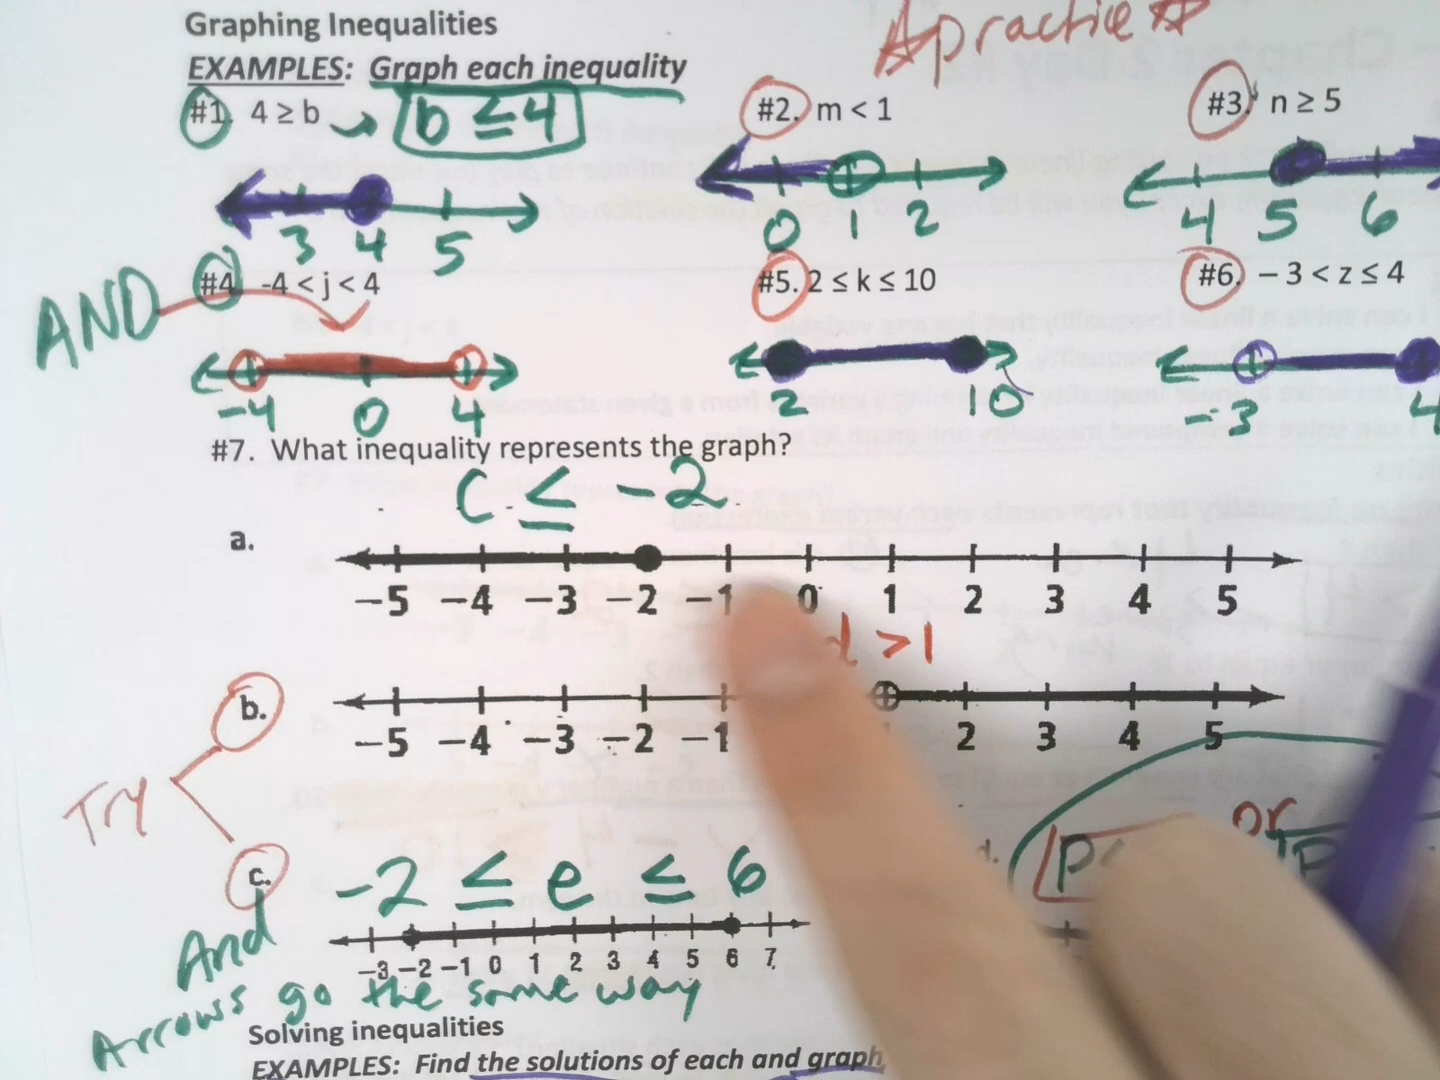 Graphing Inequalities
practice
EXAMPLES: Graph each inequality
#1. 4 ≥ b b ≤ 4
#2. m < 1
#3. n ≥ 5
3 4 5
0 1 2
4 5 6
AND
#4. -4 < j < 4
#5. 2 ≤ k ≤ 10
#6. – 3 < z ≤ 4
-4 0 4
2 10
-3 4
#7. What inequality represents the graph?
c ≤ -2
a.
−5 −4 −3 −2 −1 0 1 2 3 4 5
d > 1
b.
−5 −4 −3 −2 −1 2 3 4 5
Try
or
d.
P
P
c.
-2 ≤ e ≤ 6
And
−3 −2 −1 0 1 2 3 4 5 6 7
Arrows go the same way
Solving inequalities
EXAMPLES: Find the solutions of each and graph